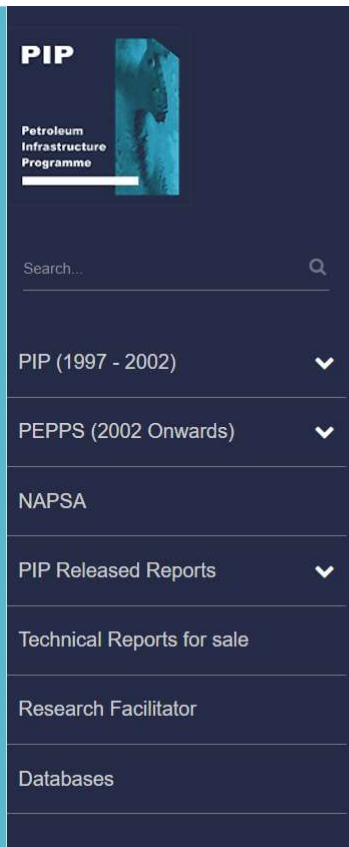 PIP
Petroleum
Infrastructure
Programme
Search...
PIP (1997 - 2002)
PEPPS (2002 Onwards)
NAPSA
PIP Released Reports
Technical Reports for sale
Research Facilitator
Databases